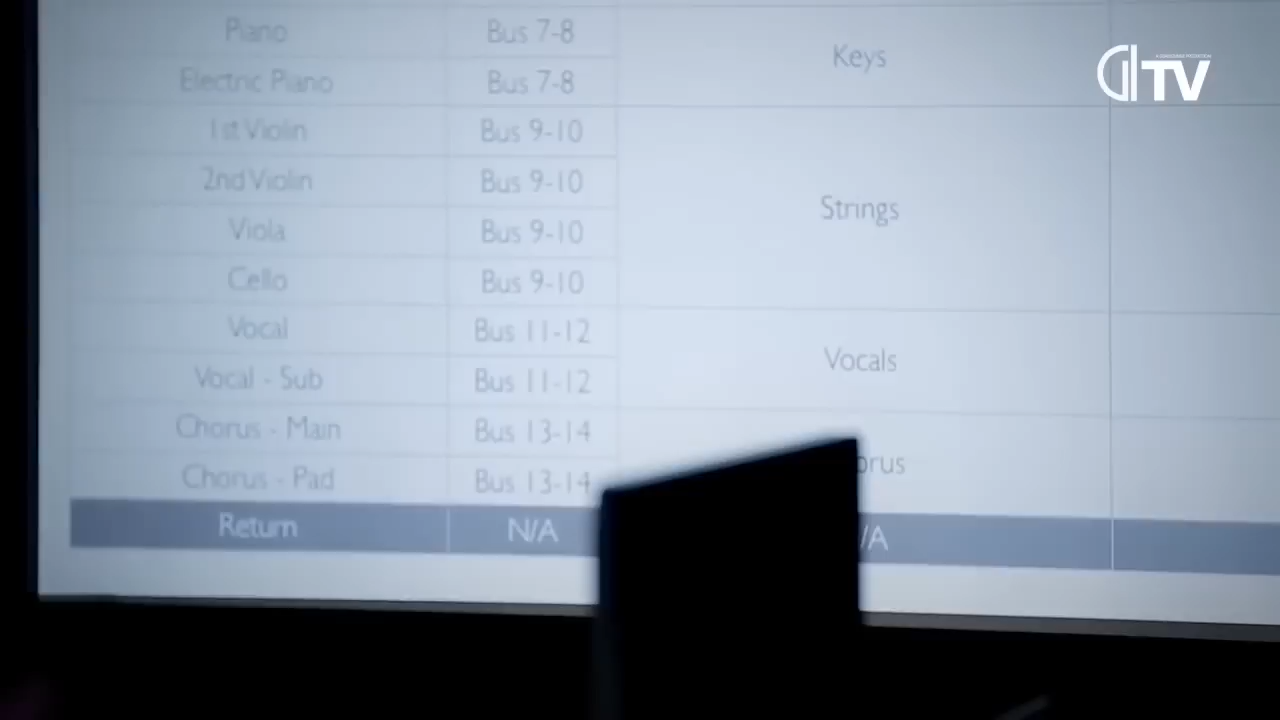 Piano Bus 7-8
Keys
Electric Piano Bus 7-8
1st Violin Bus 9-10
2nd Violin Bus 9-10
Strings
Viola Bus 9-10
Cello Bus 9-10
Vocal Bus 11-12
Vocals
Vocal - Sub Bus 11-12
Chorus - Main Bus 13-14
orus
Chorus - Pad Bus 13-14
Return N/A /A
TV